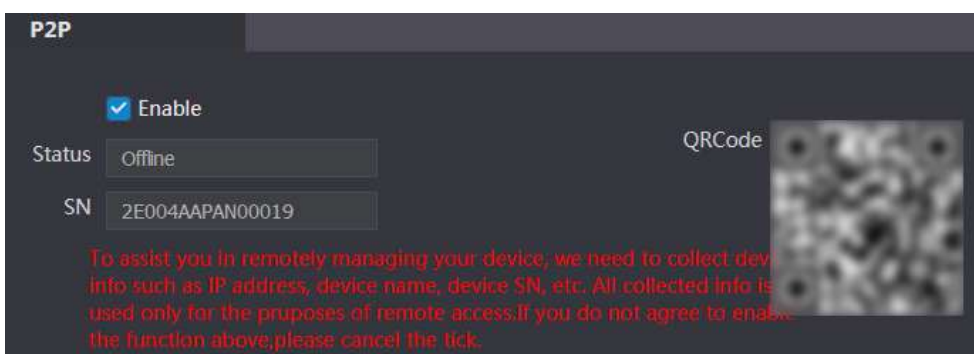 P2P
Enable
Status Offline
QRCode
SN 2E004AAPAN00019
To assist you in remotely managing your device, we need to collect dev
info such as IP address, device name, device SN, etc. All collected info is
used only for the pruposes of remote access.If you do not agree to enab
the function above,please cancel the tick.